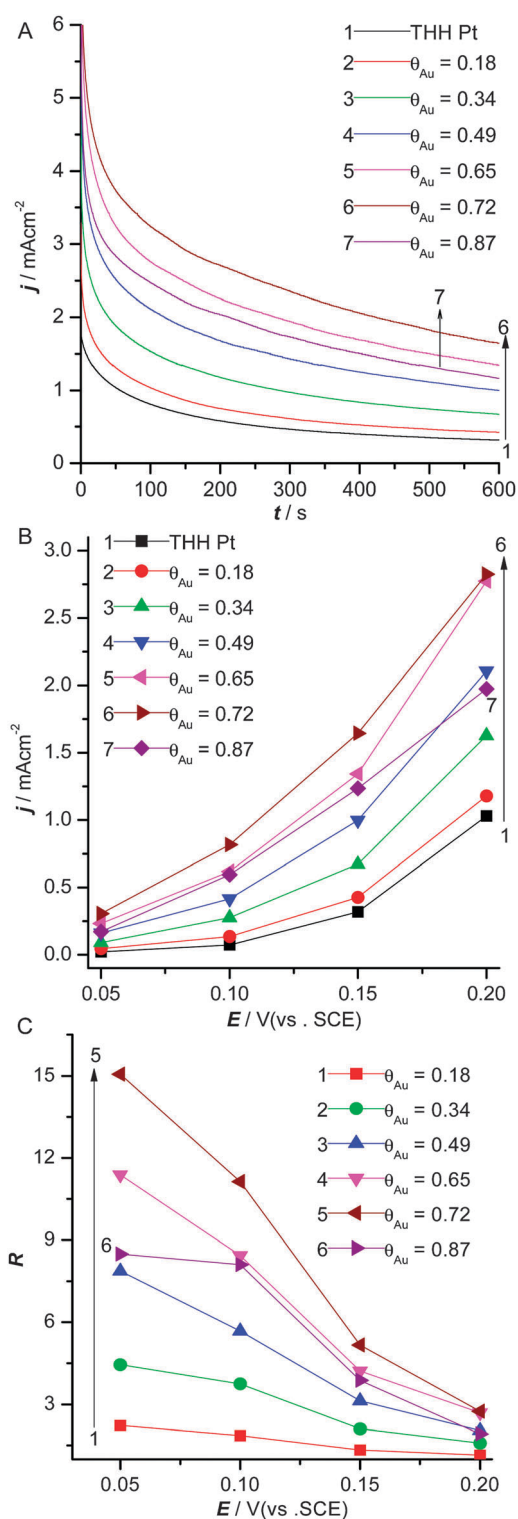 A
6
5
4
3
2
1
0
j / mAcm⁻²
0 100 200 300 400 500 600
t / s
1 THH Pt
2 θAu = 0.18
3 θAu = 0.34
4 θAu = 0.49
5 θAu = 0.65
6 θAu = 0.72
7 θAu = 0.87
7
6
1
B
3.0
2.5
2.0
1.5
1.0
0.5
0.0
j / mAcm⁻²
0.05 0.10 0.15 0.20
E / V(vs . SCE)
1 THH Pt
2 θAu = 0.18
3 θAu = 0.34
4 θAu = 0.49
5 θAu = 0.65
6 θAu = 0.72
7 θAu = 0.87
6
7
1
C
15
12
9
6
3
R
0.05 0.10 0.15 0.20
E / V(vs . SCE)
1 θAu = 0.18
2 θAu = 0.34
3 θAu = 0.49
4 θAu = 0.65
5 θAu = 0.72
6 θAu = 0.87
5
6
1